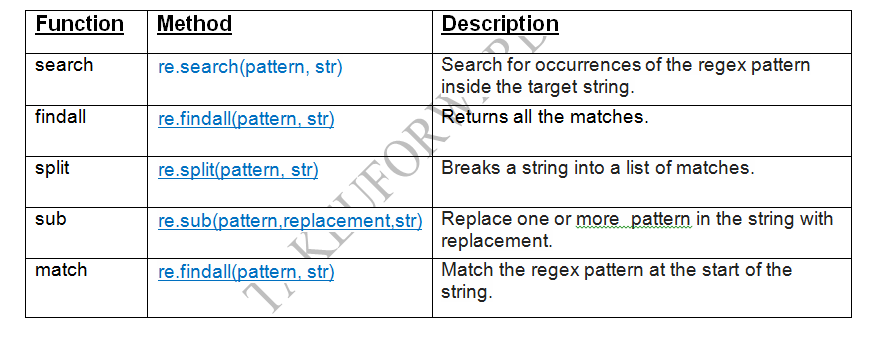 Function Method Description
search re.search(pattern, str) Search for occurrences of the regex pattern
inside the target string.
findall re.findall(pattern, str) Returns all the matches.
split re.split(pattern, str) Breaks a string into a list of matches.
sub re.sub(pattern,replacement,str) Replace one or more pattern in the string with
replacement.
match re.findall(pattern, str) Match the regex pattern at the start of the
string.